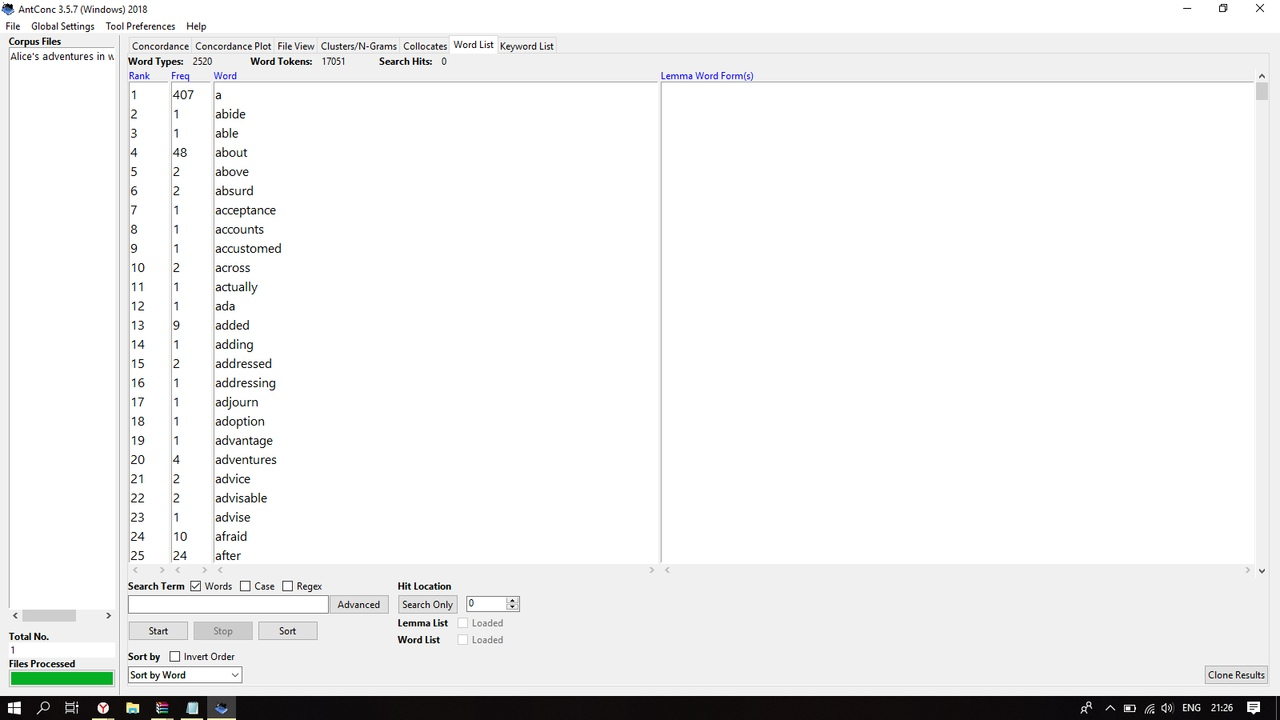 AntConc 3.5.7 (Windows) 2018
File Global Settings Tool Preferences Help
Corpus Files
Alice's adventures in w
Concordance Concordance Plot File View Clusters/N-Grams Collocates Word List Keyword List
Word Types: 2520 Word Tokens: 17051 Search Hits: 0
Rank Freq Word Lemma Word Form(s)
1 407 a
2 1 abide
3 1 able
4 48 about
5 2 above
6 2 absurd
7 1 acceptance
8 1 accounts
9 1 accustomed
10 2 across
11 1 actually
12 1 ada
13 9 added
14 1 adding
15 2 addressed
16 1 addressing
17 1 adjourn
18 1 adoption
19 1 advantage
20 4 adventures
21 2 advice
22 2 advisable
23 1 advise
24 10 afraid
25 24 after
Search Term Words Case Regex Hit Location
Advanced Search Only 0
Start Stop Sort Lemma List Loaded
Word List Loaded
Sort by Invert Order
Sort by Word Clone Results
Total No.
1
Files Processed
ENG 21:26